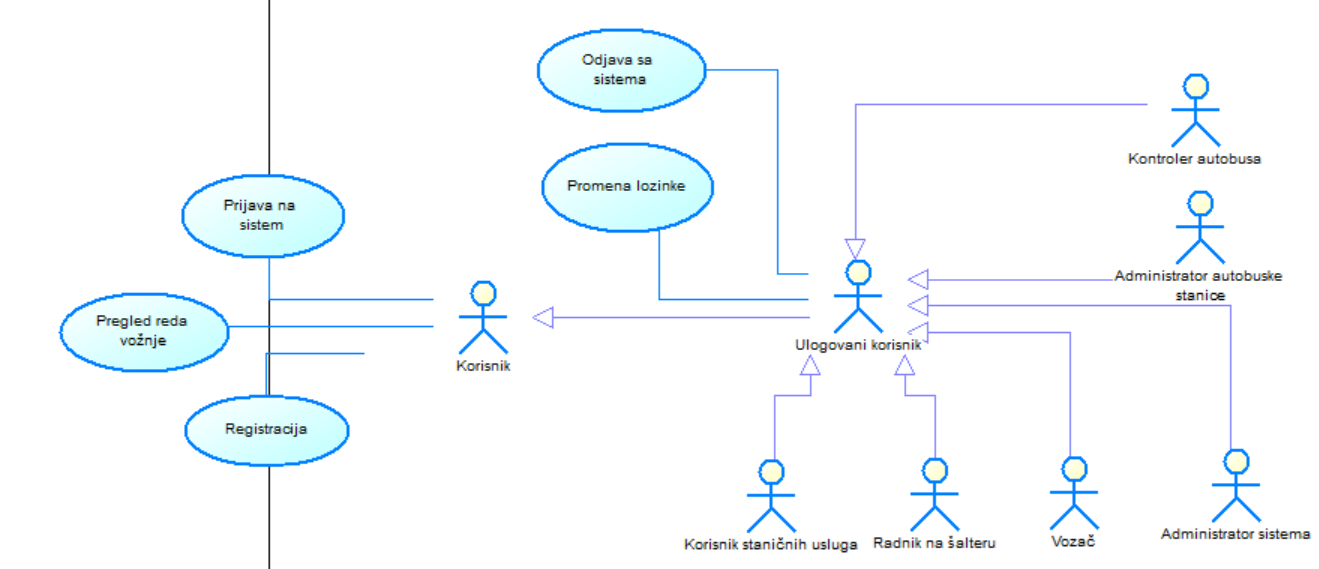 Odjava sa
sistema
Kontroler autobusa
Promena lozinke
Prijava na
sistem
Administrator autobuske
stanice
Pregled reda
vožnje
Ulogovani korisnik
Korisnik
Registracija
Korisnik staničnih usluga
Radnik na šalteru
Vozač
Administrator sistema